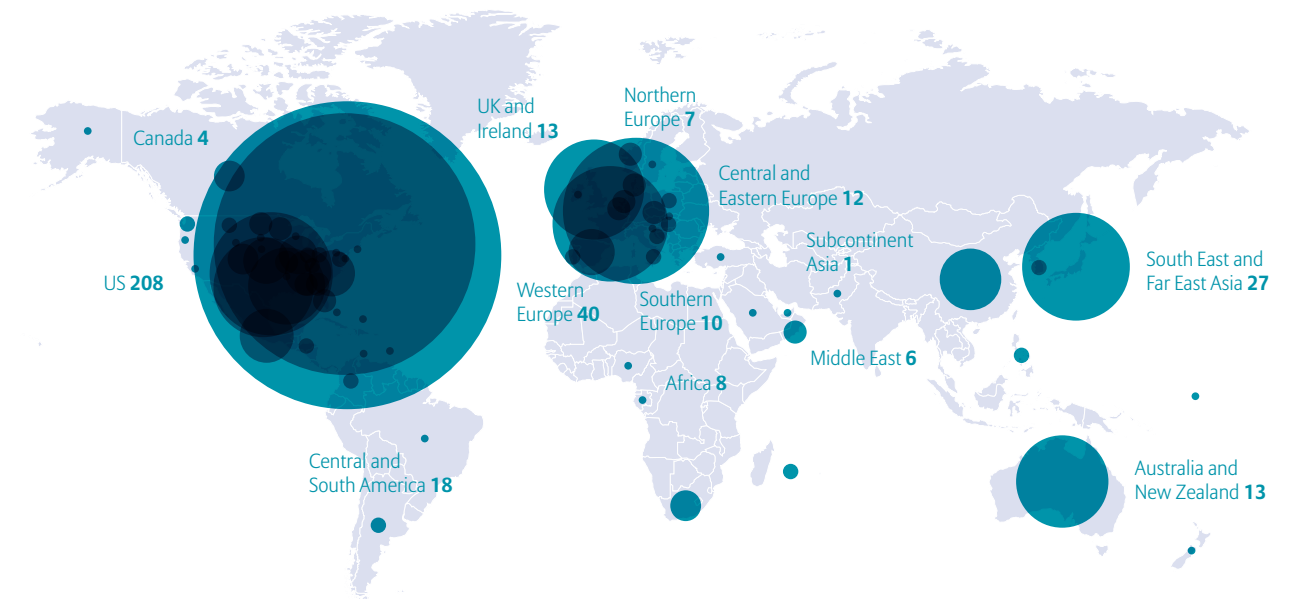 Canada 4
US 208
Central and
South America 18
UK and
Ireland 13
Northern
Europe 7
Central and
Eastern Europe 12
Western
Europe 40
Southern
Europe 10
Africa 8
Subcontinent
Asia 1
Middle East 6
South East and
Far East Asia 27
Australia and
New Zealand 13